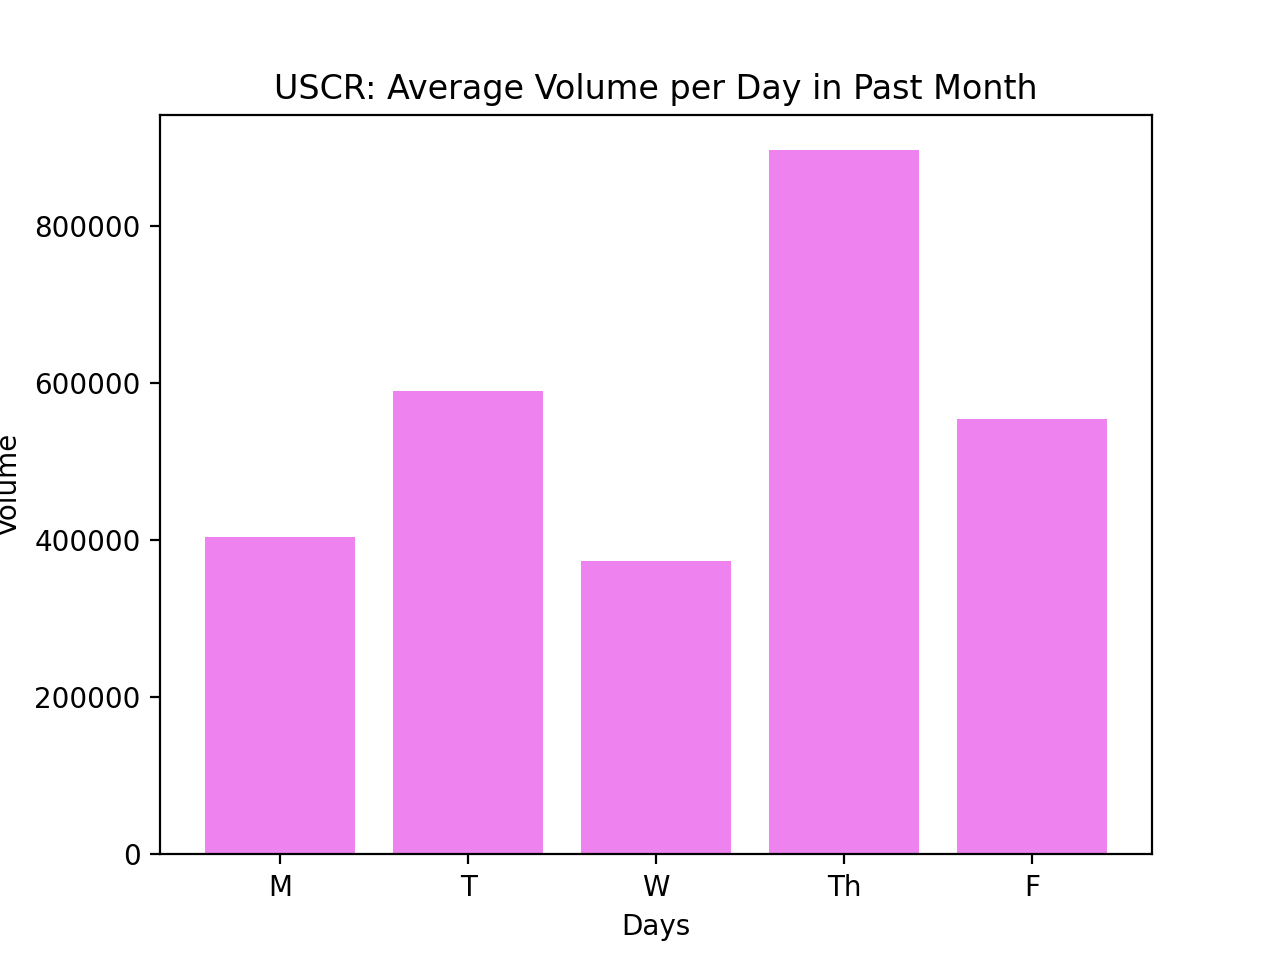 USCR: Average Volume per Day in Past Month
800000
600000
400000
200000
0
Volume
M T W Th F
Days